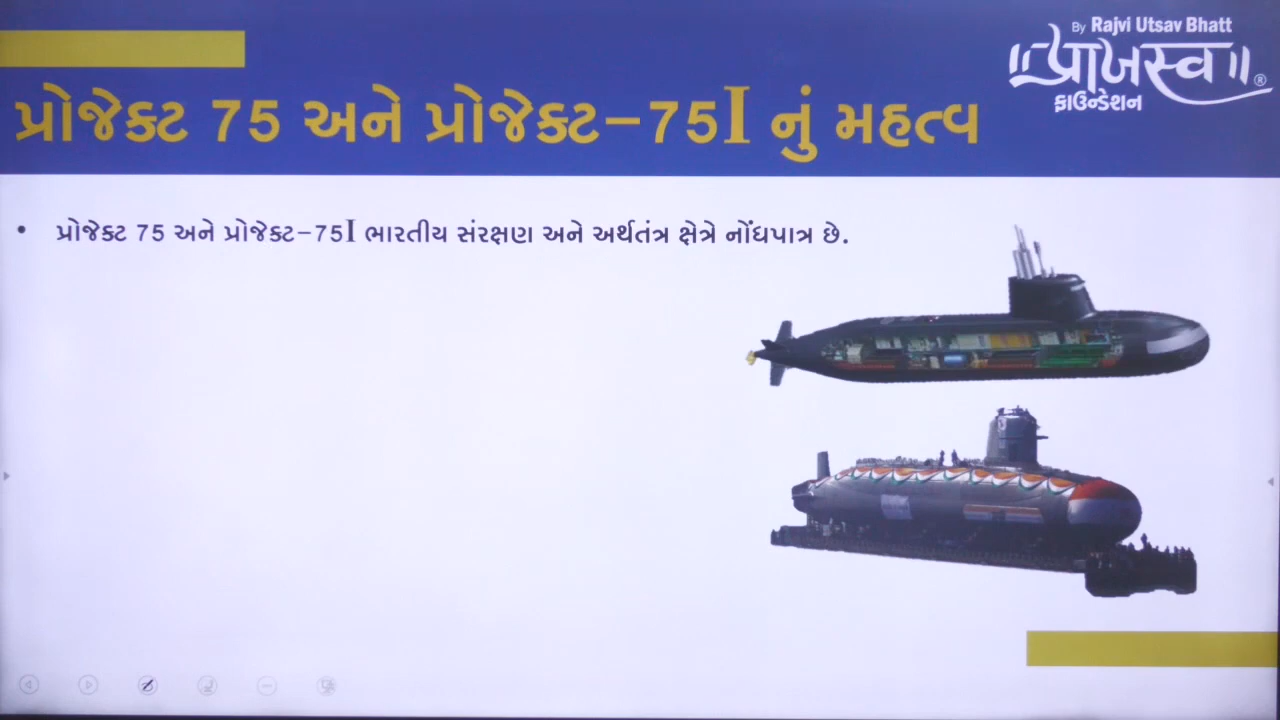 By Rajvi Utsav Bhatt
પ્રાખસ્વ
ફાઉન્ડેશન
પ્રોજેક્ટ 75 અને પ્રોજેક્ટ-75I નું મહત્વ
• પ્રોજેક્ટ 75 અને પ્રોજેક્ટ-75I ભારતીય સંરક્ષણ અને અર્થતંત્ર ક્ષેત્રે નોંધપાત્ર છે.